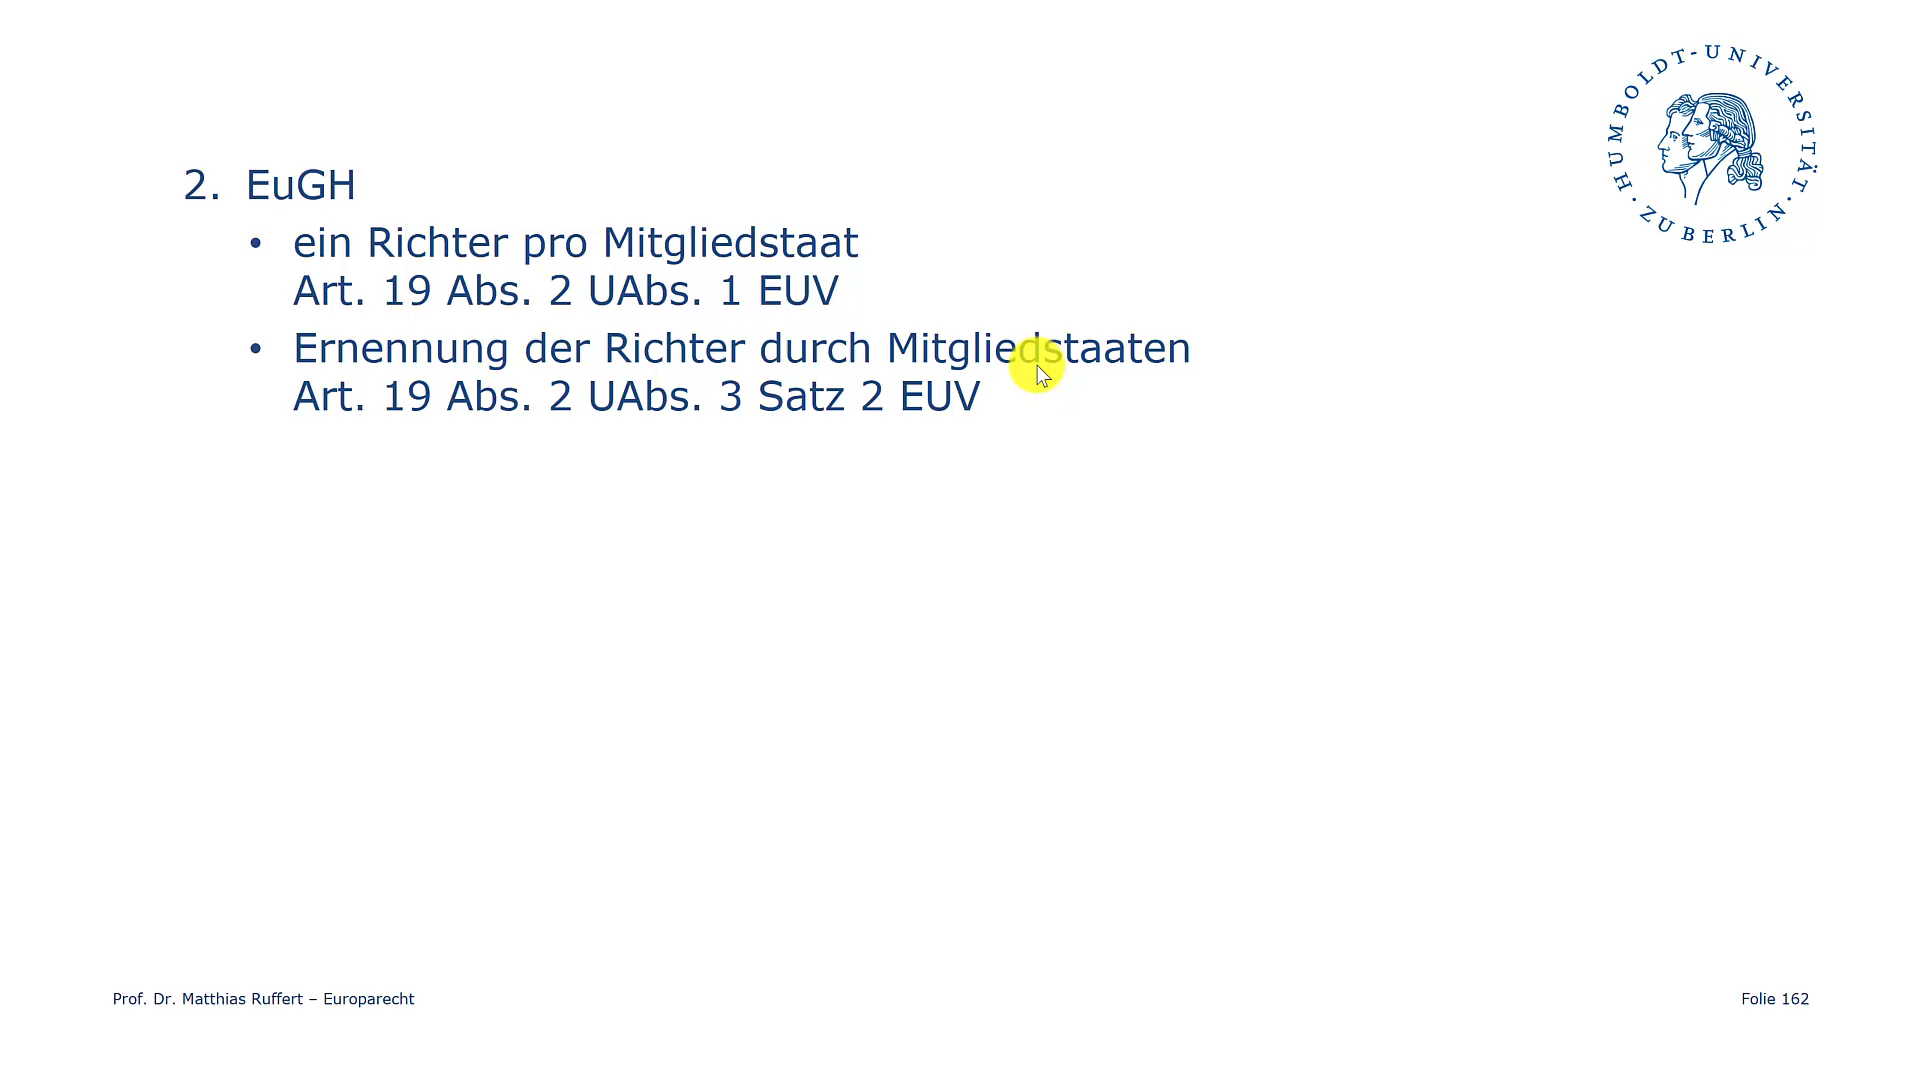 HUMBOLDT-UNIVERSITÄT · ZU BERLIN ·
2. EuGH
• ein Richter pro Mitgliedstaat
Art. 19 Abs. 2 UAbs. 1 EUV
• Ernennung der Richter durch Mitgliedstaaten
Art. 19 Abs. 2 UAbs. 3 Satz 2 EUV
Prof. Dr. Matthias Ruffert – Europarecht
Folie 162